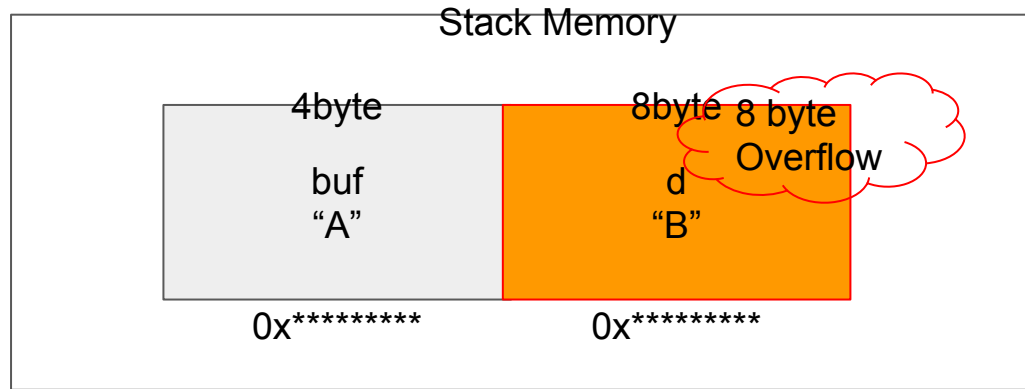 Stack Memory
4byte
8byte
8 byte
Overflow
buf
“A”
d
“B”
0x*********
0x*********